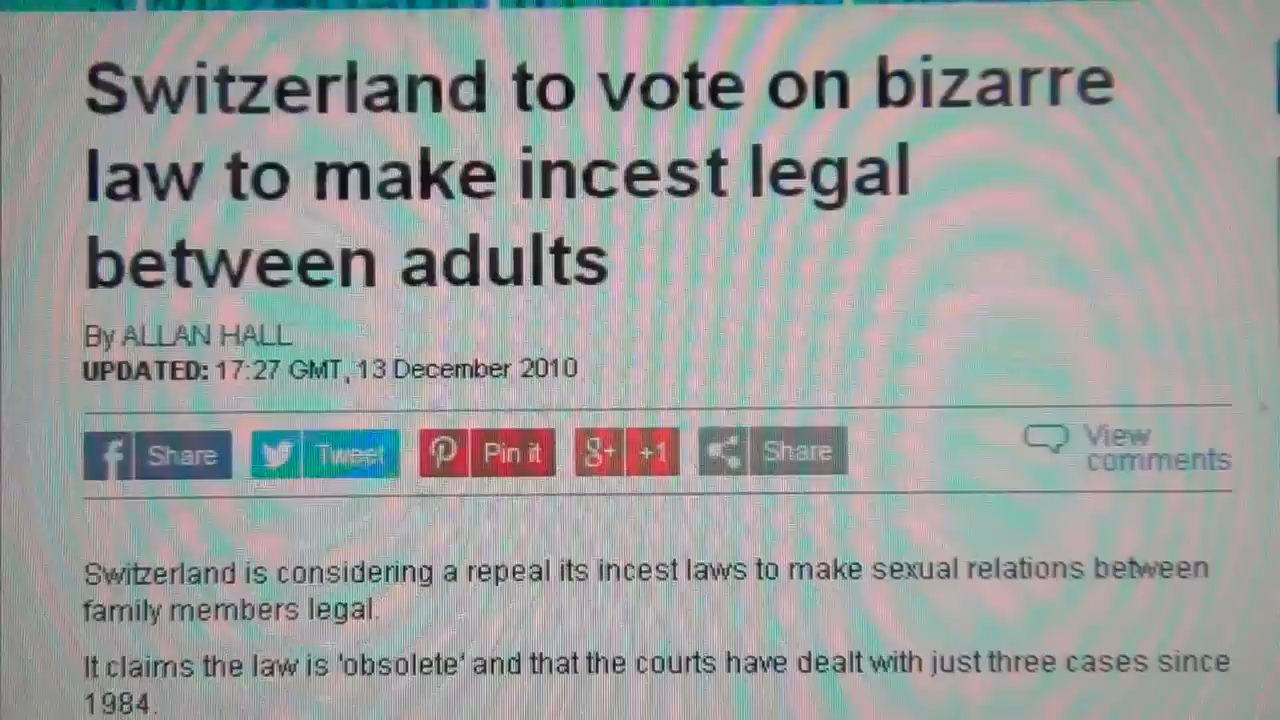 Switzerland to vote on bizarre
law to make incest legal
between adults
By ALLAN HALL
UPDATED: 17:27 GMT, 13 December 2010
Share Tweet Pin it +1 Share View
comments
Switzerland is considering a repeal its incest laws to make sexual relations between
family members legal.
It claims the law is 'obsolete' and that the courts have dealt with just three cases since
1984.